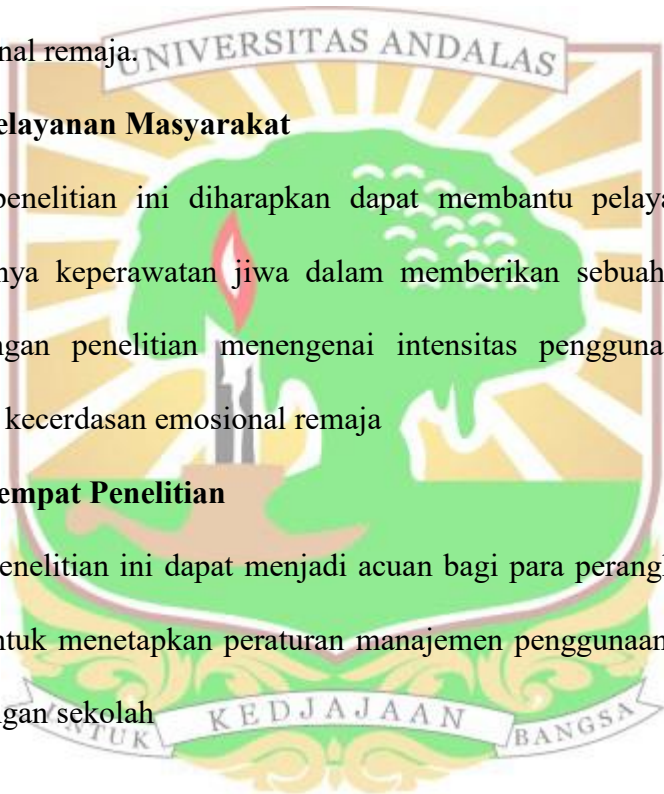 nal remaja.
UNIVERSITAS ANDALAS
elayanan Masyarakat
penelitian ini diharapkan dapat membantu pelaya
nya keperawatan jiwa dalam memberikan sebuah
ngan penelitian menengenai intensitas pengguna
kecerdasan emosional remaja
empat Penelitian
enelitian ini dapat menjadi acuan bagi para perang
ntuk menetapkan peraturan manajemen penggunaan
ngan sekolah
UNTUK KEDJAJAAN BANGSA